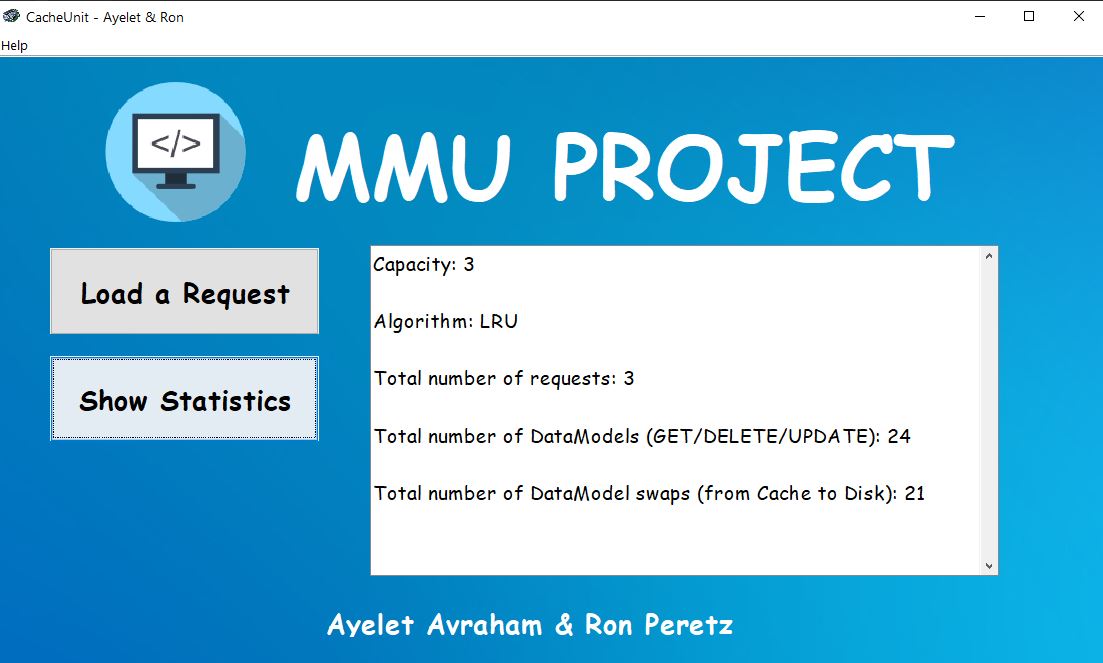 CacheUnit - Ayelet & Ron
Help
</>
MMU PROJECT
Load a Request
Show Statistics
Capacity: 3
Algorithm: LRU
Total number of requests: 3
Total number of DataModels (GET/DELETE/UPDATE): 24
Total number of DataModel swaps (from Cache to Disk): 21
Ayelet Avraham & Ron Peretz